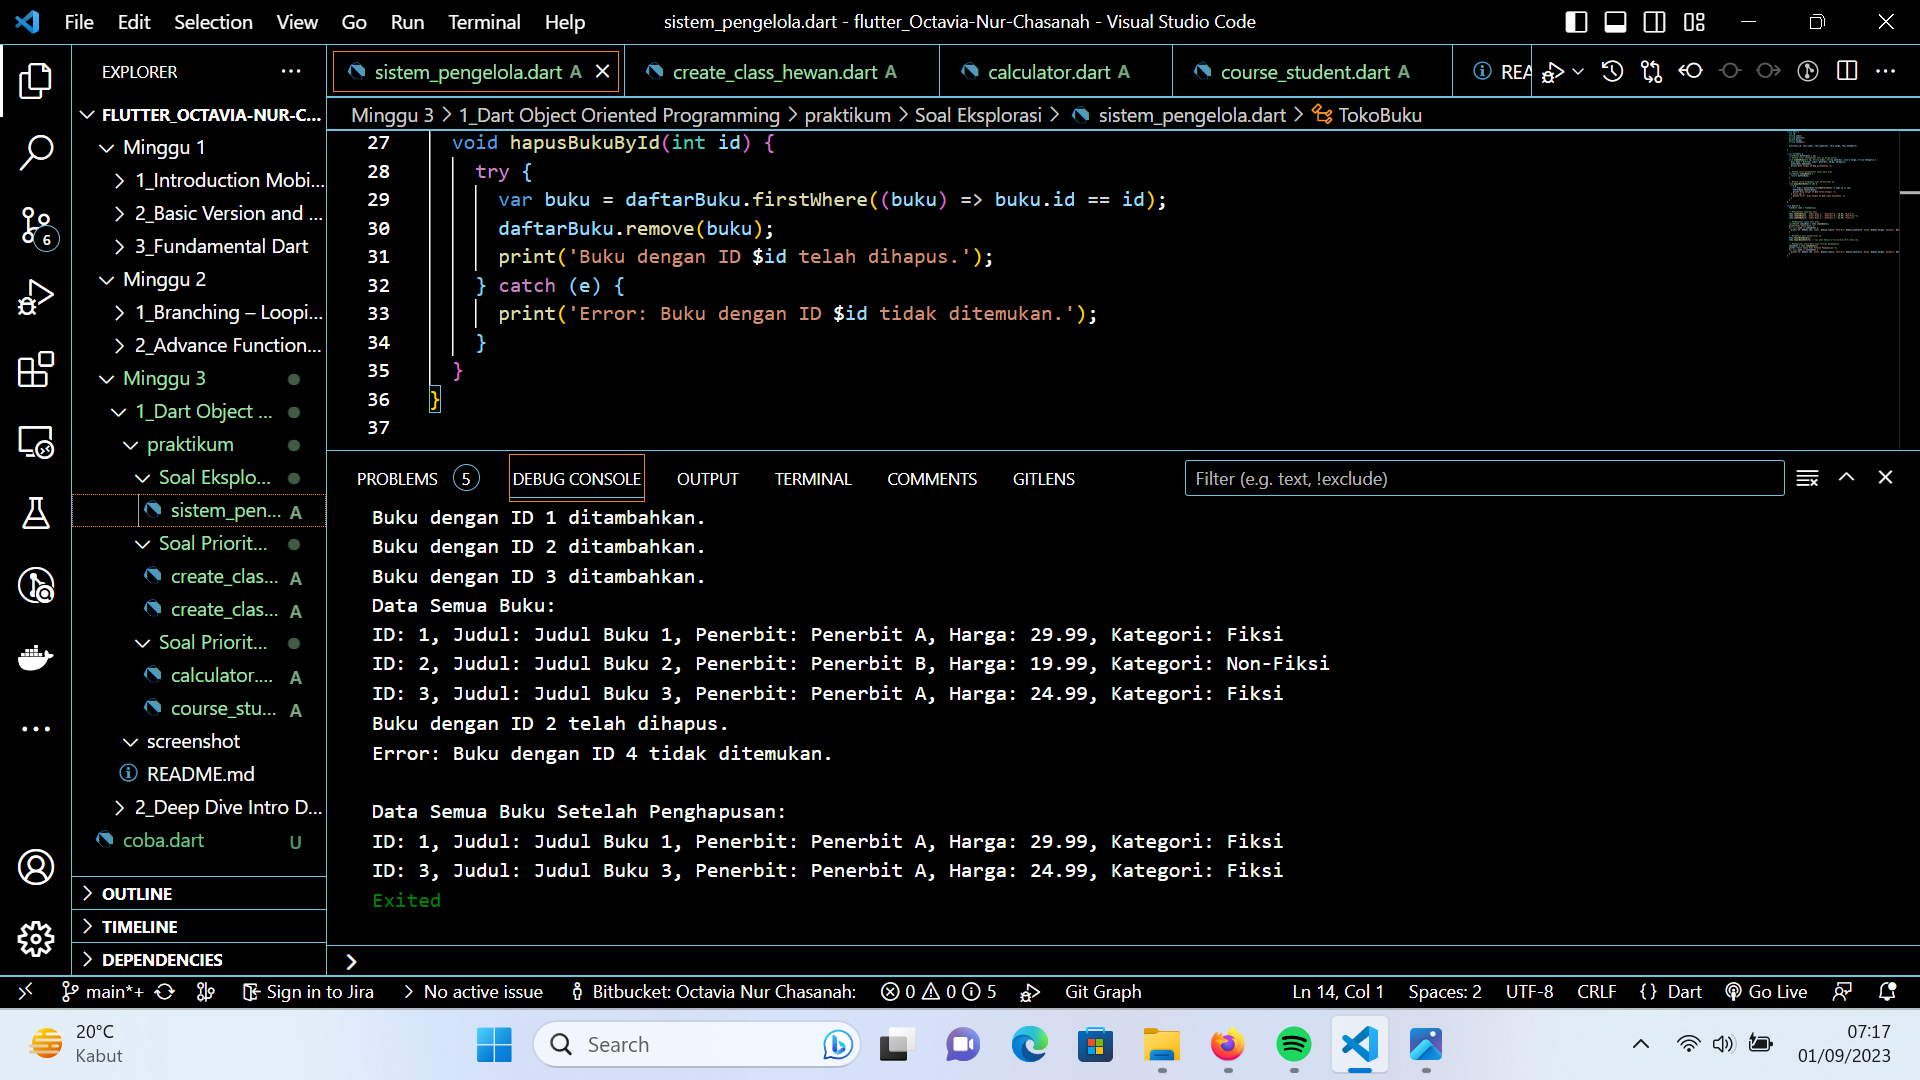 File Edit Selection View Go Run Terminal Help
sistem_pengelola.dart - flutter_Octavia-Nur-Chasanah - Visual Studio Code
EXPLORER
sistem_pengelola.dart A
create_class_hewan.dart A
calculator.dart A
course_student.dart A
REA
Minggu 3 > 1_Dart Object Oriented Programming > praktikum > Soal Eksplorasi > sistem_pengelola.dart > TokoBuku
FLUTTER_OCTAVIA-NUR-C...
Minggu 1
1_Introduction Mobi...
2_Basic Version and ...
3_Fundamental Dart
Minggu 2
1_Branching – Loopi...
2_Advance Function...
Minggu 3
1_Dart Object ...
praktikum
Soal Eksplo...
sistem_pen... A
Soal Priorit...
create_clas... A
create_clas... A
Soal Priorit...
calculator.... A
course_stu... A
screenshot
README.md
2_Deep Dive Intro D...
coba.dart U
OUTLINE
TIMELINE
DEPENDENCIES
6
27 void hapusBukuById(int id) {
28 try {
29 var buku = daftarBuku.firstWhere((buku) => buku.id == id);
30 daftarBuku.remove(buku);
31 print('Buku dengan ID $id telah dihapus.');
32 } catch (e) {
33 print('Error: Buku dengan ID $id tidak ditemukan.');
34 }
35 }
36 }
37
PROBLEMS 5 DEBUG CONSOLE OUTPUT TERMINAL COMMENTS GITLENS
Filter (e.g. text, !exclude)
Buku dengan ID 1 ditambahkan.
Buku dengan ID 2 ditambahkan.
Buku dengan ID 3 ditambahkan.
Data Semua Buku:
ID: 1, Judul: Judul Buku 1, Penerbit: Penerbit A, Harga: 29.99, Kategori: Fiksi
ID: 2, Judul: Judul Buku 2, Penerbit: Penerbit B, Harga: 19.99, Kategori: Non-Fiksi
ID: 3, Judul: Judul Buku 3, Penerbit: Penerbit A, Harga: 24.99, Kategori: Fiksi
Buku dengan ID 2 telah dihapus.
Error: Buku dengan ID 4 tidak ditemukan.
Data Semua Buku Setelah Penghapusan:
ID: 1, Judul: Judul Buku 1, Penerbit: Penerbit A, Harga: 29.99, Kategori: Fiksi
ID: 3, Judul: Judul Buku 3, Penerbit: Penerbit A, Harga: 24.99, Kategori: Fiksi
Exited
main*+ Sign in to Jira No active issue Bitbucket: Octavia Nur Chasanah: 0 0 5 Git Graph
Ln 14, Col 1 Spaces: 2 UTF-8 CRLF {} Dart Go Live
20°C
Kabut
Search
07:17
01/09/2023